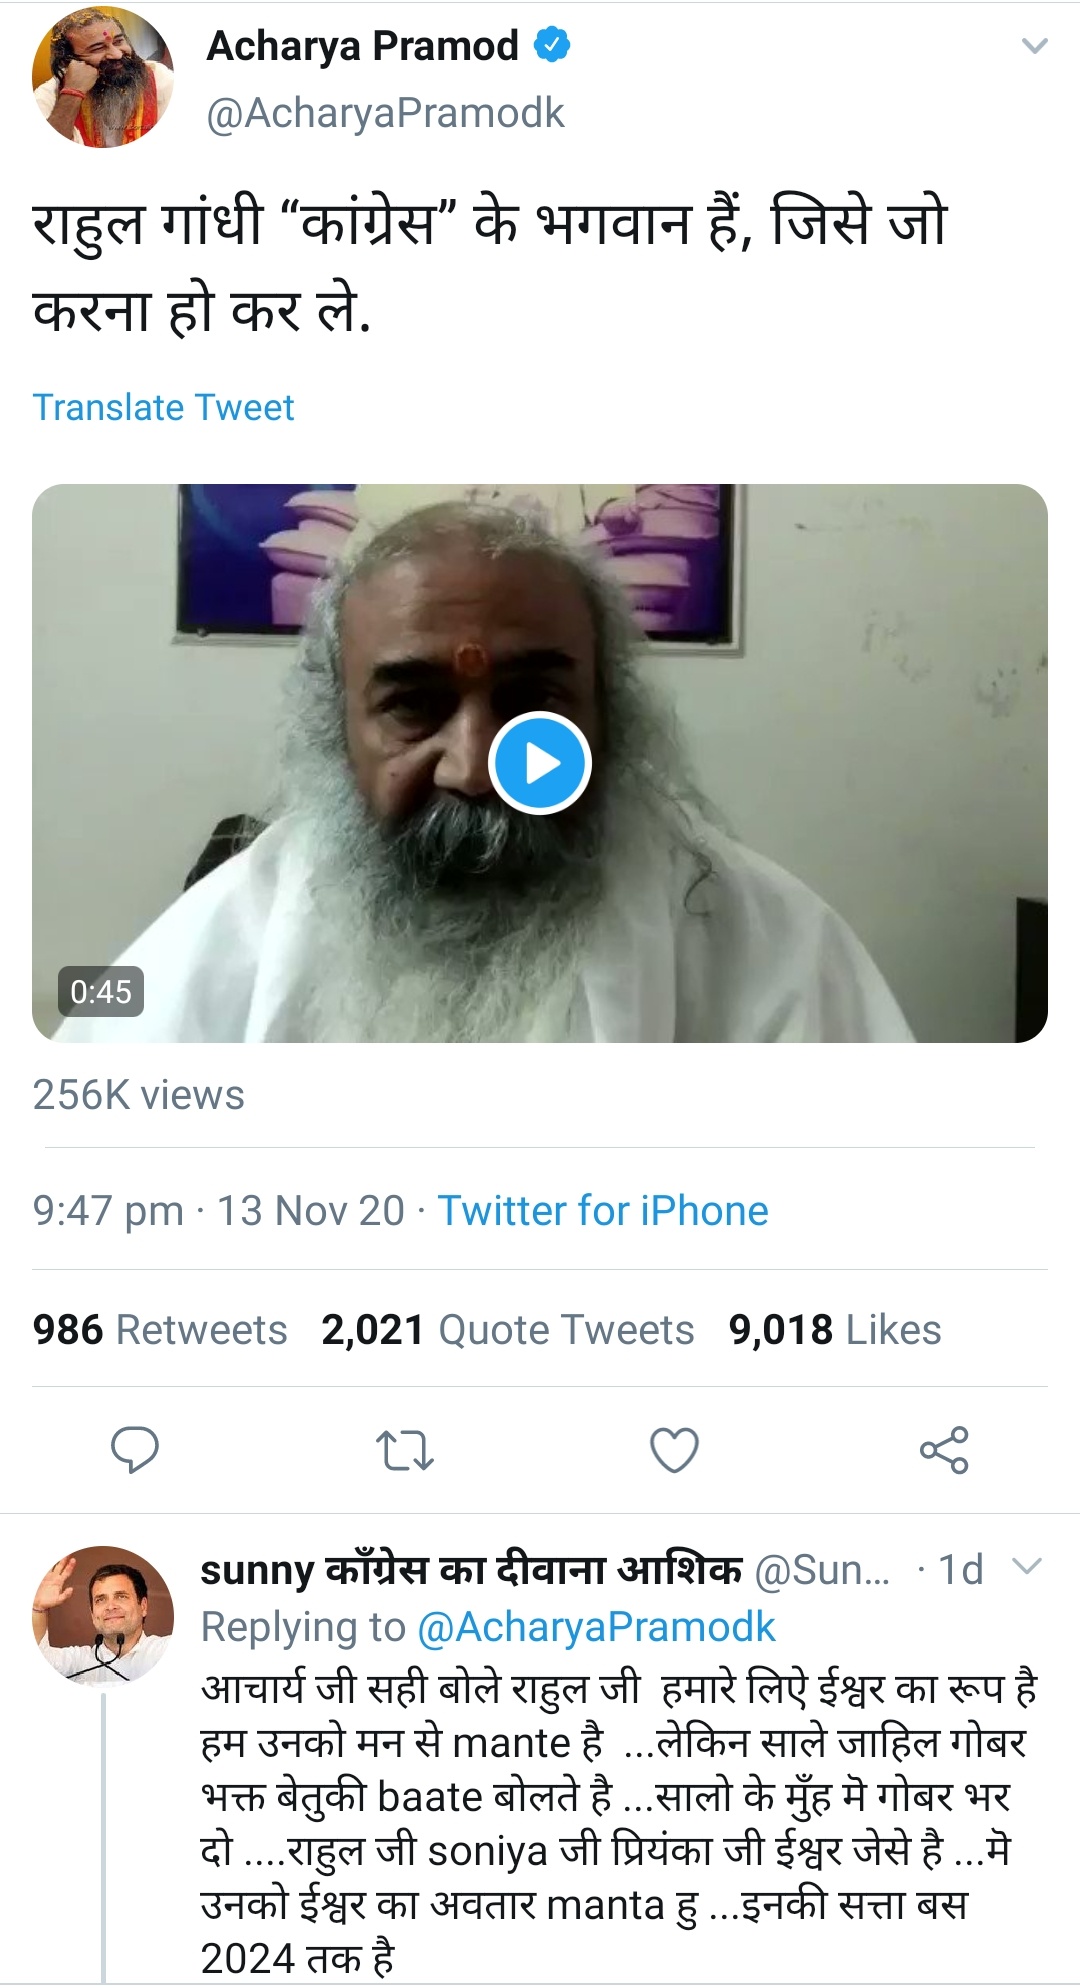 Acharya Pramod
@AcharyaPramodk
राहुल गांधी “कांग्रेस” के भगवान हैं, जिसे जो
करना हो कर ले.
Translate Tweet
0:45
256K views
9:47 pm · 13 Nov 20 · Twitter for iPhone
986 Retweets 2,021 Quote Tweets 9,018 Likes
sunny काँग्रेस का दीवाना आशिक @Sun... · 1d
Replying to @AcharyaPramodk
आचार्य जी सही बोले राहुल जी हमारे लिऐ ईश्वर का रूप है
हम उनको मन से mante है ...लेकिन साले जाहिल गोबर
भक्त बेतुकी baate बोलते है ...सालो के मुँह मे गोबर भर
दो ....राहुल जी soniya जी प्रियंका जी ईश्वर जेसे है ...मे
उनको ईश्वर का अवतार manta हु ...इनकी सत्ता बस
2024 तक है